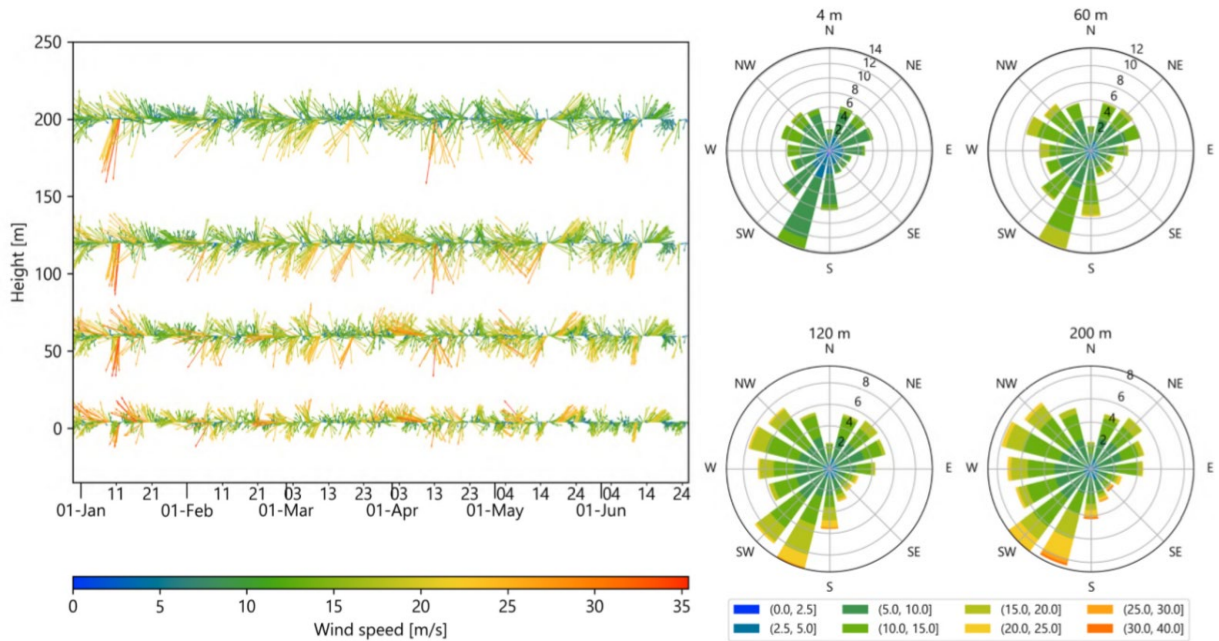 250
200
150
100
50
0
Height [m]
11 21 11 21 03 13 23 03 13 23 04 14 24 04 14 24
01-Jan 01-Feb 01-Mar 01-Apr 01-May 01-Jun
0 5 10 15 20 25 30 35
Wind speed [m/s]
4 m
N
NW NE
14
12
10
8
6
4
2
W E
SW SE
S
60 m
N
NW NE
12
10
8
6
4
2
W E
SW SE
S
120 m
N
NW NE
8
6
4
2
W E
SW SE
S
200 m
N
NW NE
8
6
4
2
W E
SW SE
S
(0.0, 2.5] (5.0, 10.0] (15.0, 20.0] (25.0, 30.0]
(2.5, 5.0] (10.0, 15.0] (20.0, 25.0] (30.0, 40.0]